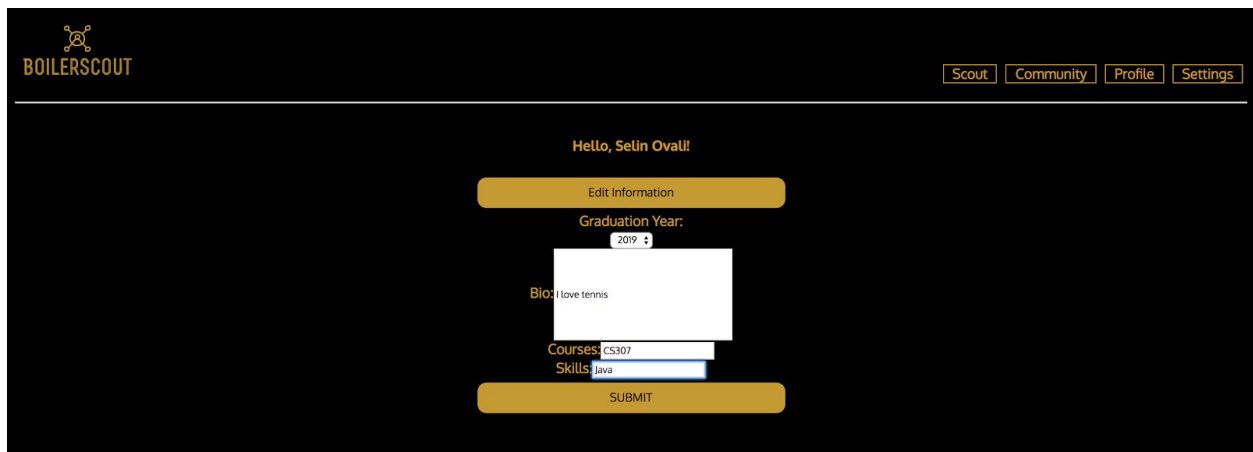 BOILERSCOUT
Scout Community Profile Settings
Hello, Selin Ovali!
Edit Information
Graduation Year:
2019
Bio: I love tennis
Courses: CS307
Skills: Java
SUBMIT